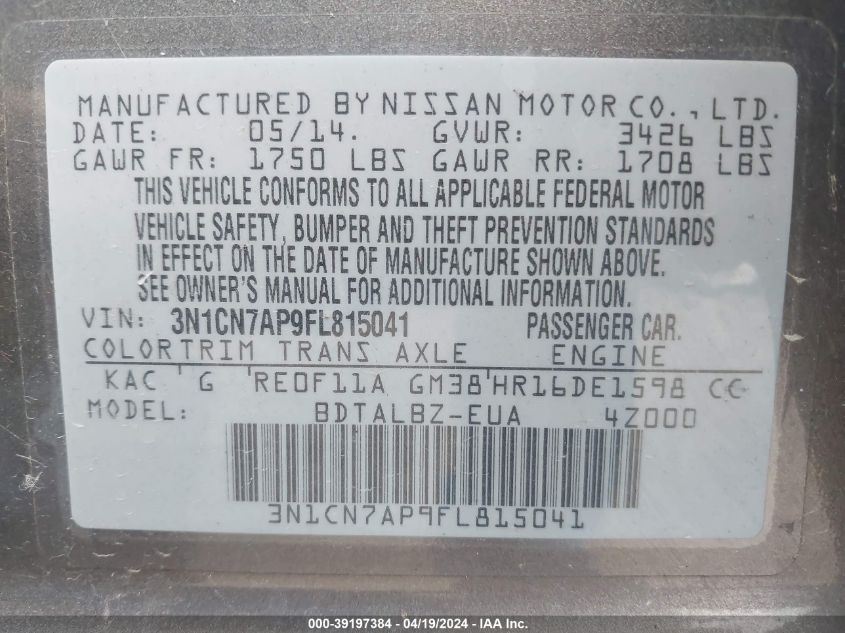 MANUFACTURED BY NISSAN MOTOR CO., LTD.
DATE: 05/14. GVWR: 3426 LBS
GAWR FR: 1750 LBS GAWR RR: 1708 LBS
THIS VEHICLE CONFORMS TO ALL APPLICABLE FEDERAL MOTOR
VEHICLE SAFETY, BUMPER AND THEFT PREVENTION STANDARDS
IN EFFECT ON THE DATE OF MANUFACTURE SHOWN ABOVE.
SEE OWNER'S MANUAL FOR ADDITIONAL INFORMATION.
VIN: 3N1CN7AP9FL815041 PASSENGER CAR.
COLORTRIM TRANS AXLE ENGINE
KAC ' G 'RE0F11A GM38'HR16DE1598 CC
MODEL: BDTALBZ-EUA 4Z000
3N1CN7AP9FL815041
000-39197384 - 04/19/2024 - IAA Inc.